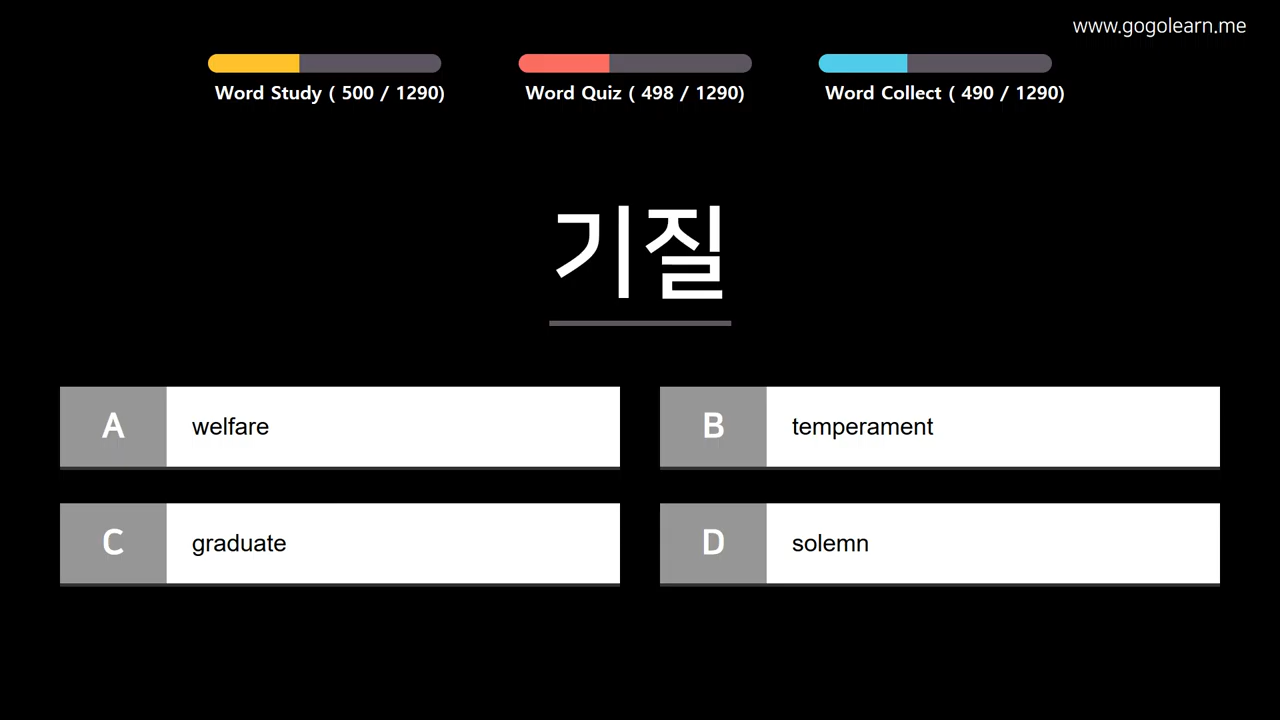 www.gogolearn.me
Word Study ( 500 / 1290)
Word Quiz ( 498 / 1290)
Word Collect ( 490 / 1290)
기질
A
welfare
B
temperament
C
graduate
D
solemn